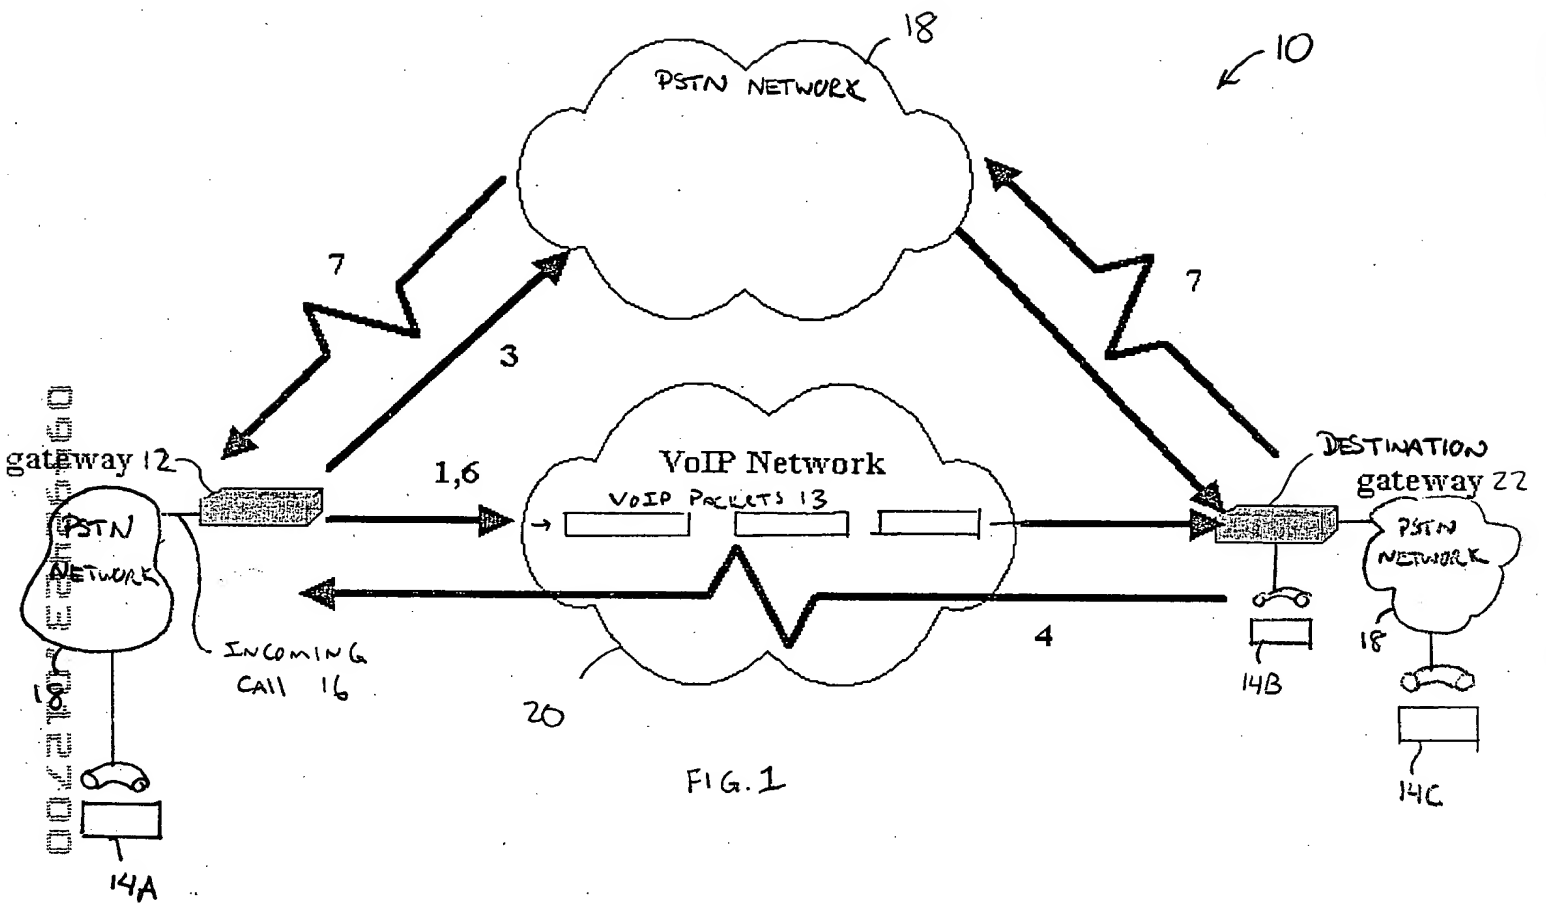 18
10
PSTN NETWORK
7
7
3
gateway 12
1,6
VoIP Network
VOIP PACKETS 13
DESTINATION
gateway 22
PSTN
NETWORK
PSTN
NETWORK
4
18
INCOMING
CALL 16
18
14B
20
14C
FIG. 1
14A